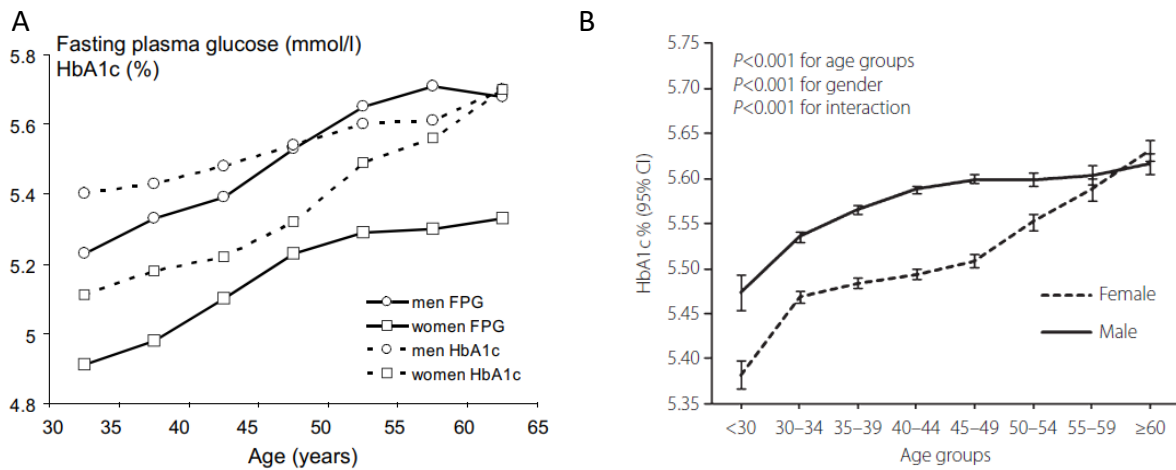 A
Fasting plasma glucose (mmol/l)
HbA1c (%)
5.8
5.6
5.4
5.2
5
4.8
30 35 40 45 50 55 60 65
Age (years)
men FPG
women FPG
men HbA1c
women HbA1c
B
P<0.001 for age groups
P<0.001 for gender
P<0.001 for interaction
HbA1c % (95% CI)
5.75
5.70
5.65
5.60
5.55
5.50
5.45
5.40
5.35
Female
Male
<30 30–34 35–39 40–44 45–49 50–54 55–59 ≥60
Age groups